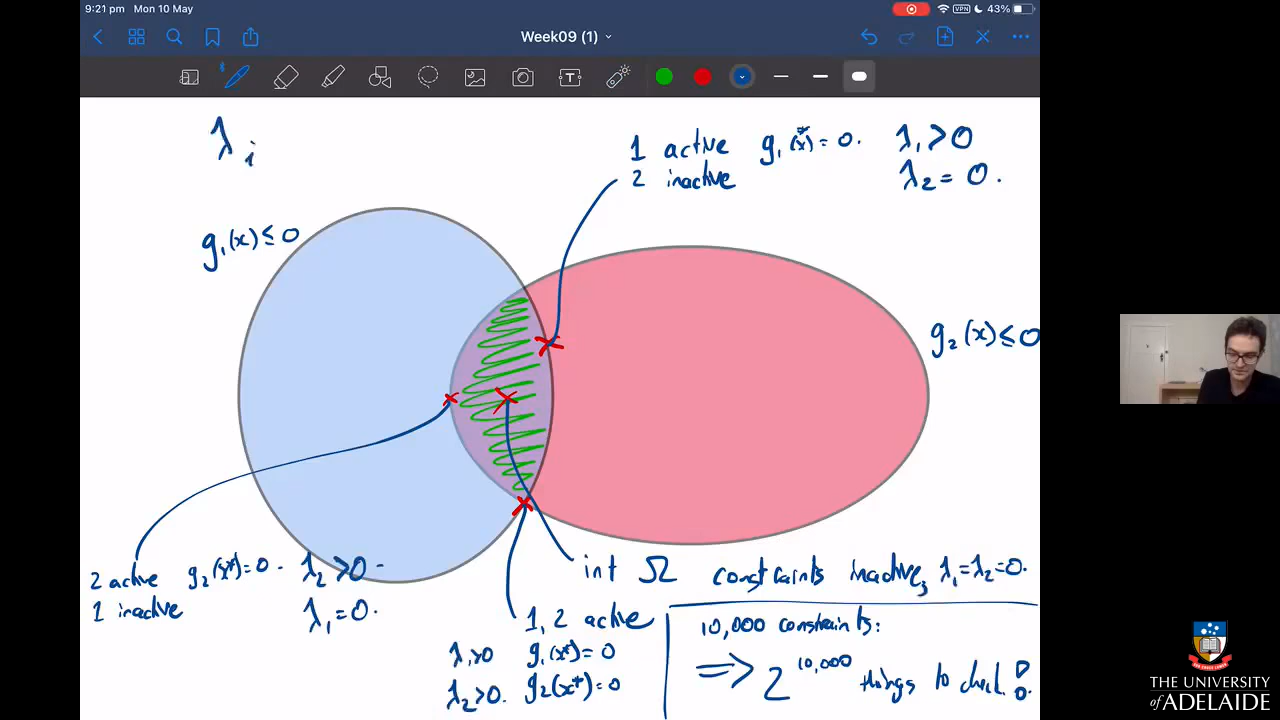 9:21 pm Mon 10 May
VPN 43%
Week09 (1)
T
λi
1 active g₁(x*) = 0. λ₁ > 0
2 inactive λ₂ = 0.
g₁(x) ≤ 0
g₂(x) ≤ 0
2 active g₂(x*) = 0. λ₂ > 0.
1 inactive λ₁ = 0.
int Ω constraints inactive, λ₁ = λ₂ = 0.
1, 2 active
λ₁ > 0 g₁(x*) = 0
λ₂ > 0. g₂(x*) = 0
10,000 constraints:
⇒ 2^10,000 things to check!
THE UNIVERSITY
of ADELAIDE